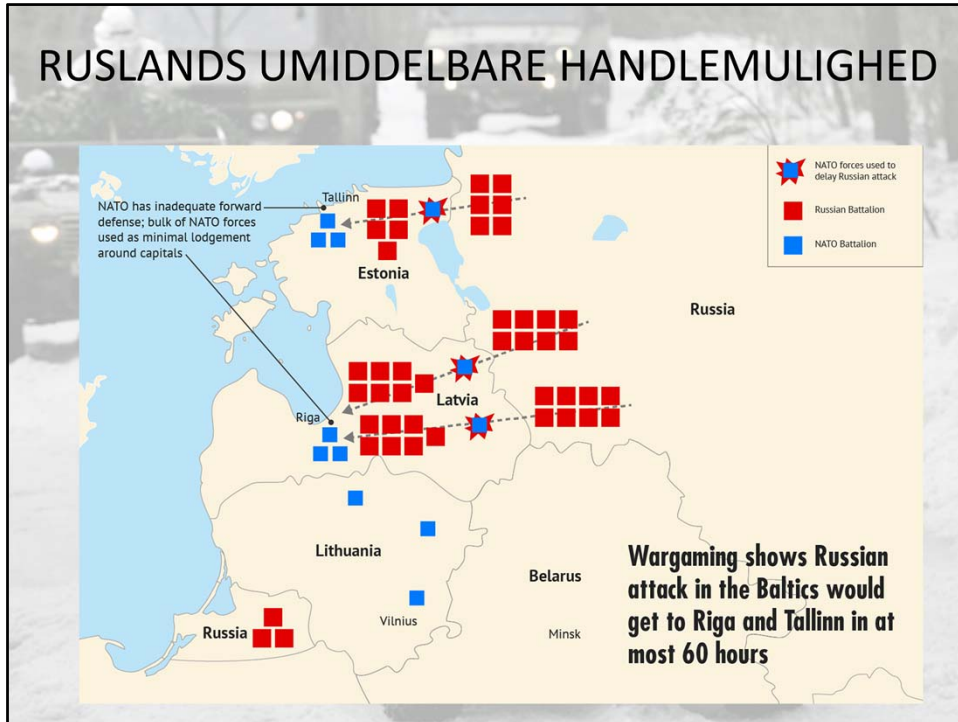 RUSLANDS UMIDDELBARE HANDLEMULIGHED
NATO has inadequate forward
defense; bulk of NATO forces
used as minimal lodgement
around capitals
Tallinn
Estonia
NATO forces used to
delay Russian attack
Russian Battalion
NATO Battalion
Russia
Latvia
Riga
Lithuania
Vilnius
Russia
Belarus
Minsk
Wargaming shows Russian
attack in the Baltics would
get to Riga and Tallinn in at
most 60 hours